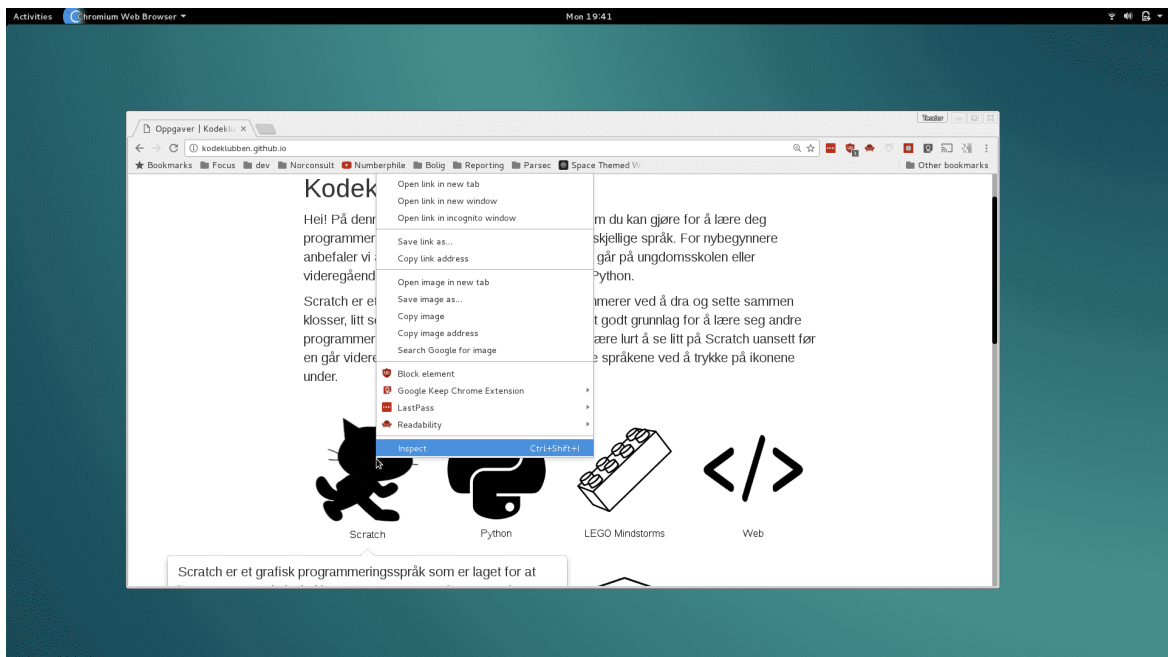 Activities Chromium Web Browser Mon 19:41
Torstein
Oppgaver | Kodeklu
kodeklubben.github.io
Bookmarks Focus dev Norconsult Numberphile Bolig Reporting Parsec Space Themed W Other bookmarks
Kodek
Hei! På denn m du kan gjøre for å lære deg
programmer skjellige språk. For nybegynnere
anbefaler vi går på ungdomsskolen eller
videregåend Python.
Scratch er et mmerer ved å dra og sette sammen
klosser, litt s t godt grunnlag for å lære seg andre
programmer ære lurt å se litt på Scratch uansett før
en går videre e språkene ved å trykke på ikonene
under.
Open link in new tab
Open link in new window
Open link in incognito window
Save link as...
Copy link address
Open image in new tab
Save image as...
Copy image
Copy image address
Search Google for image
Block element
Google Keep Chrome Extension
LastPass
Readability
Inspect Ctrl+Shift+I
Scratch Python LEGO Mindstorms Web
Scratch er et grafisk programmeringsspråk som er laget for at